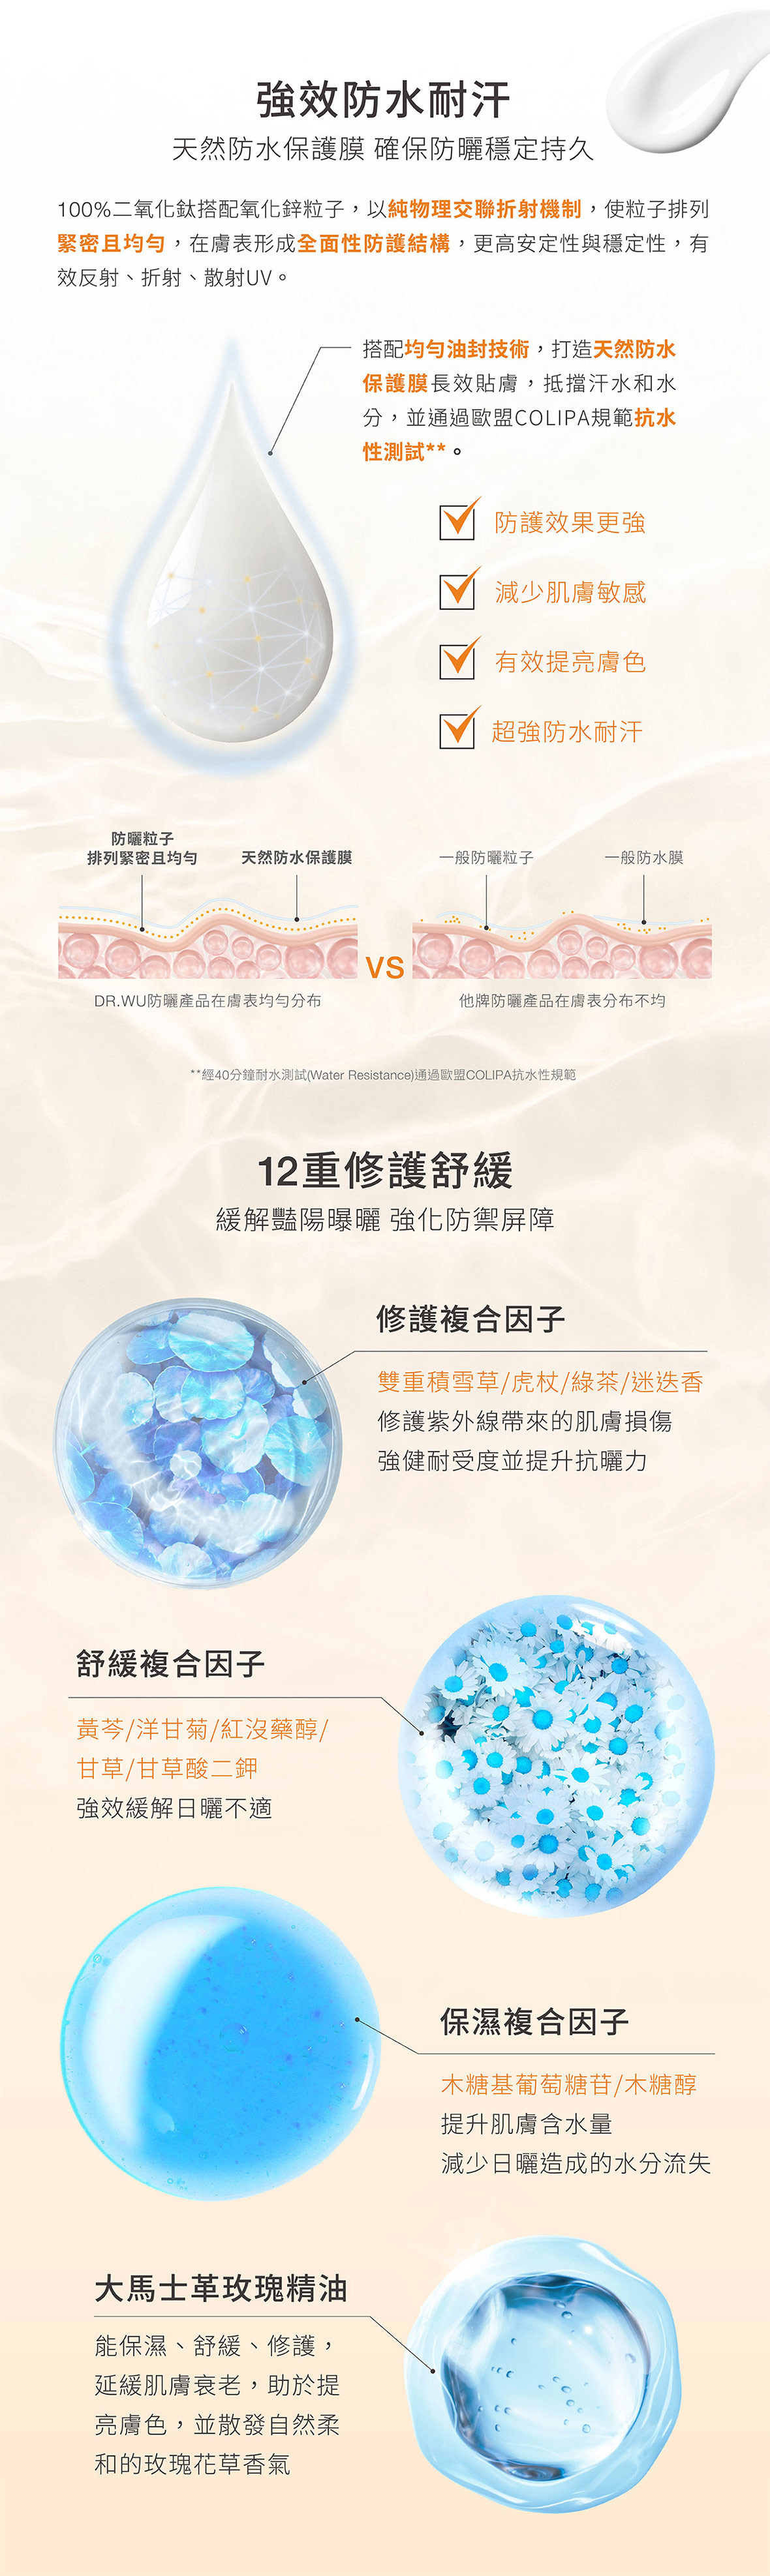 強效防水耐汗
天然防水保護膜 確保防曬穩定持久
100%二氧化鈦搭配氧化鋅粒子，以純物理交聯折射機制，使粒子排列
緊密且均勻，在膚表形成全面性防護結構，更高安定性與穩定性，有
效反射、折射、散射UV。
搭配均勻油封技術，打造天然防水
保護膜長效貼膚，抵擋汗水和水
分，並通過歐盟COLIPA規範抗水
性測試**。
防護效果更強
減少肌膚敏感
有效提亮膚色
超強防水耐汗
防曬粒子
排列緊密且均勻
天然防水保護膜
一般防曬粒子
一般防水膜
VS
DR.WU防曬產品在膚表均勻分布
他牌防曬產品在膚表分布不均
**經40分鐘耐水測試(Water Resistance)通過歐盟COLIPA抗水性規範
12重修護舒緩
緩解豔陽曝曬 強化防禦屏障
修護複合因子
雙重積雪草/虎杖/綠茶/迷迭香
修護紫外線帶來的肌膚損傷
強健耐受度並提升抗曬力
舒緩複合因子
黃芩/洋甘菊/紅沒藥醇/
甘草/甘草酸二鉀
強效緩解日曬不適
保濕複合因子
木糖基葡萄糖苷/木糖醇
提升肌膚含水量
減少日曬造成的水分流失
大馬士革玫瑰精油
能保濕、舒緩、修護，
延緩肌膚衰老，助於提
亮膚色，並散發自然柔
和的玫瑰花草香氣